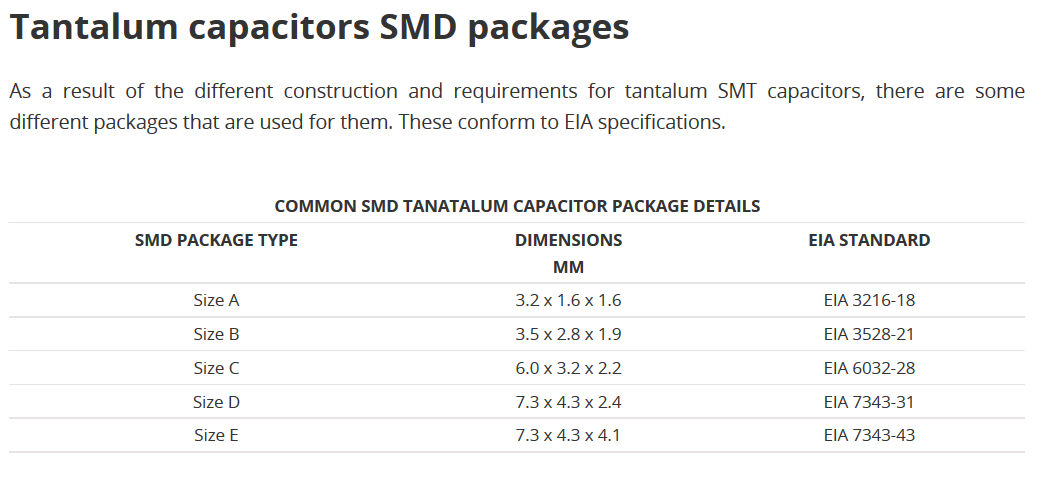 Tantalum capacitors SMD packages
As a result of the different construction and requirements for tantalum SMT capacitors, there are some
different packages that are used for them. These conform to EIA specifications.
COMMON SMD TANATALUM CAPACITOR PACKAGE DETAILS
SMD PACKAGE TYPE DIMENSIONS EIA STANDARD
MM
Size A 3.2 x 1.6 x 1.6 EIA 3216-18
Size B 3.5 x 2.8 x 1.9 EIA 3528-21
Size C 6.0 x 3.2 x 2.2 EIA 6032-28
Size D 7.3 x 4.3 x 2.4 EIA 7343-31
Size E 7.3 x 4.3 x 4.1 EIA 7343-43